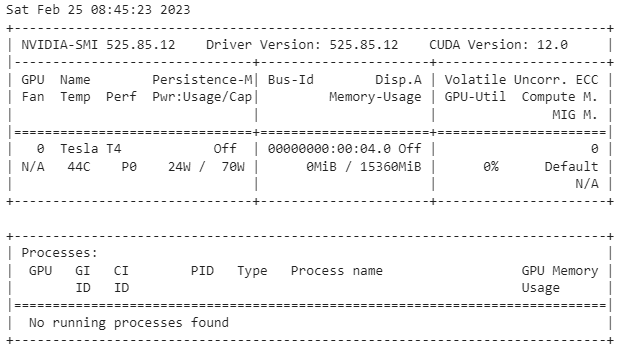 Sat Feb 25 08:45:23 2023
+-----------------------------------------------------------------------------+
| NVIDIA-SMI 525.85.12    Driver Version: 525.85.12    CUDA Version: 12.0     |
|-------------------------------+----------------------+----------------------+
| GPU  Name        Persistence-M| Bus-Id        Disp.A | Volatile Uncorr. ECC |
| Fan  Temp  Perf  Pwr:Usage/Cap|         Memory-Usage | GPU-Util  Compute M. |
|                               |                      |               MIG M. |
|===============================+======================+======================|
|   0  Tesla T4            Off  | 00000000:00:04.0 Off |                    0 |
| N/A   44C    P0    24W /  70W |      0MiB / 15360MiB |      0%      Default |
|                               |                      |                  N/A |
+-------------------------------+----------------------+----------------------+

+-----------------------------------------------------------------------------+
| Processes:                                                                  |
|  GPU   GI   CI        PID   Type   Process name                  GPU Memory |
|        ID   ID                                                   Usage      |
|=============================================================================|
|  No running processes found                                                 |
+-----------------------------------------------------------------------------+